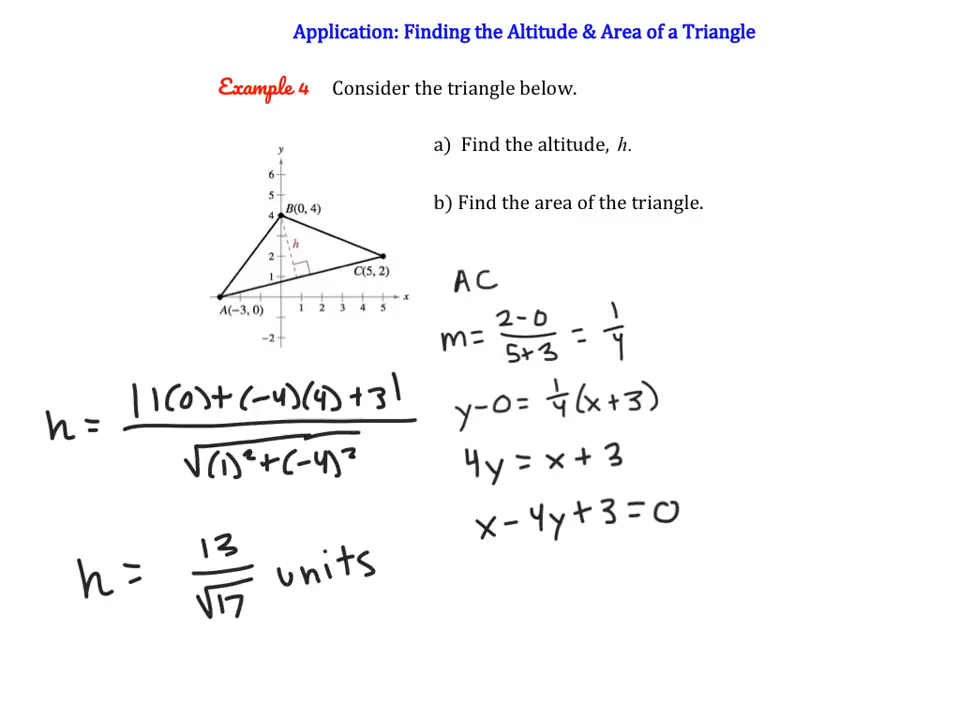 Application: Finding the Altitude & Area of a Triangle
Example 4 Consider the triangle below.
a) Find the altitude, h.
b) Find the area of the triangle.
y
6
5
4 B(0, 4)
h
2
1 C(5, 2)
x
A(−3, 0) 1 2 3 4 5
−2
AC
m = 2-0 / 5+3 = 1/4
y-0 = 1/4 (x+3)
4y = x + 3
x - 4y + 3 = 0
h = |1(0)+(-4)(4)+3| / √(1)²+(-4)²
h = 13/√17 units